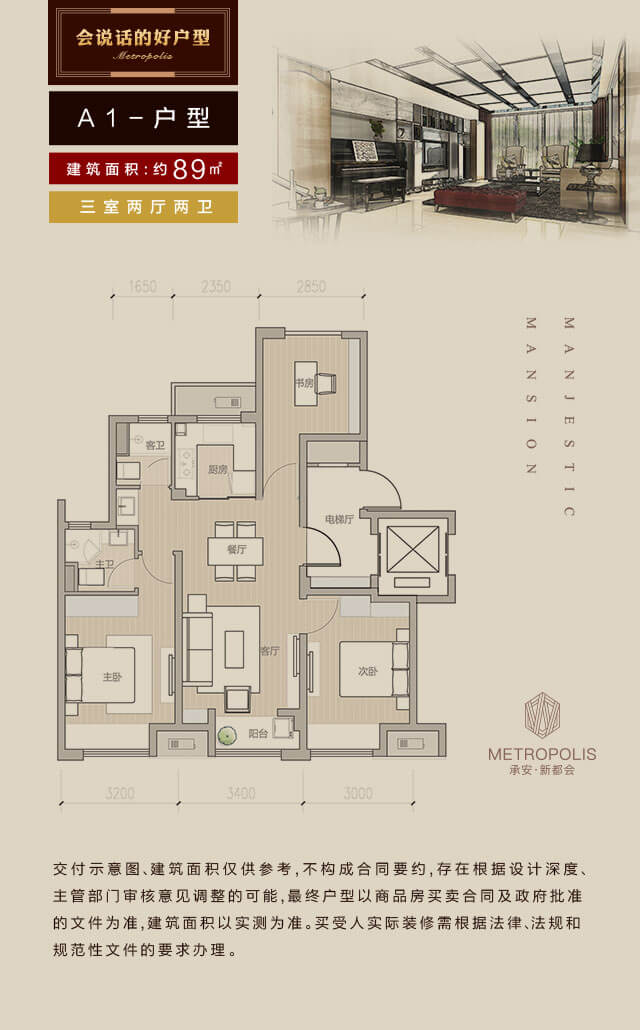 会说话的好户型
Metropolis
A1-户型
建筑面积:约89㎡
三室两厅两卫
1650 2350 2850
MANJESTIC
MANSION
书房
客卫
厨房
电梯厅
餐厅
主卫
客厅
主卧
次卧
阳台
METROPOLIS
承安·新都会
3200 3400 3000
交付示意图、建筑面积仅供参考,不构成合同要约,存在根据设计深度、
主管部门审核意见调整的可能,最终户型以商品房买卖合同及政府批准
的文件为准,建筑面积以实测为准。买受人实际装修需根据法律、法规和
规范性文件的要求办理。